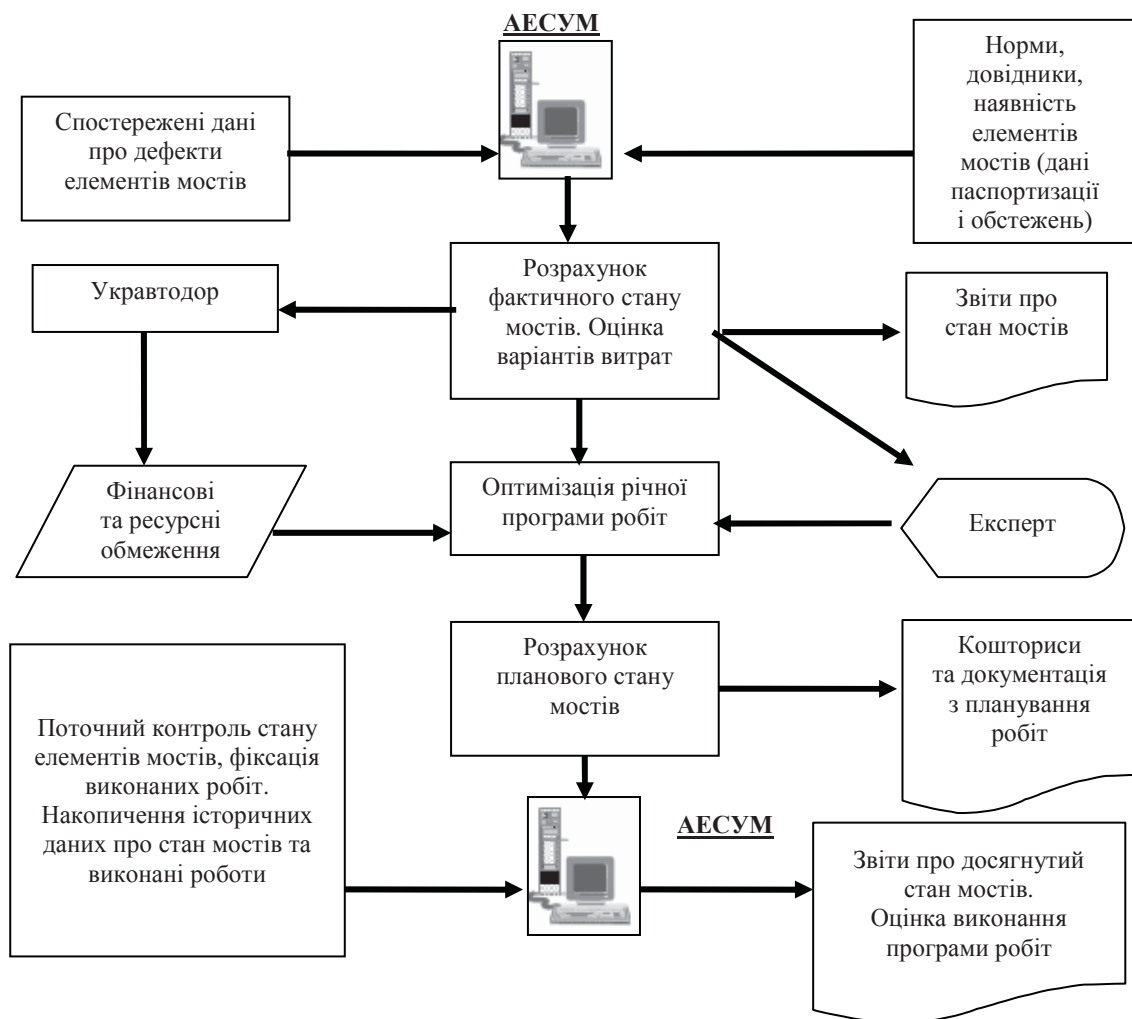 АЕСУМ
Спостережені дані
про дефекти
елементів мостів
Норми,
довідники,
наявність
елементів
мостів (дані
паспортизації
і обстежень)
Укравтодор
Розрахунок
фактичного стану
мостів. Оцінка
варіантів витрат
Звіти про
стан мостів
Фінансові
та ресурсні
обмеження
Оптимізація річної
програми робіт
Експерт
Розрахунок
планового стану
мостів
Кошториси
та документація
з планування
робіт
Поточний контроль стану
елементів мостів, фіксація
виконаних робіт.
Накопичення історичних
даних про стан мостів та
виконані роботи
АЕСУМ
Звіти про досягнутий
стан мостів.
Оцінка виконання
програми робіт